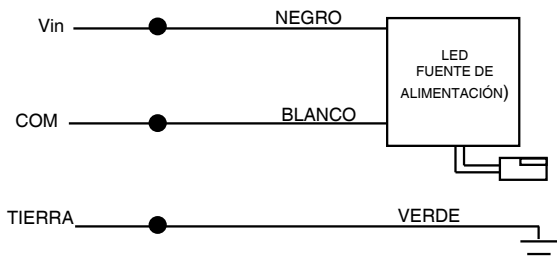 Vin
NEGRO
LED
FUENTE DE
ALIMENTACIÓN)
COM
BLANCO
TIERRA
VERDE